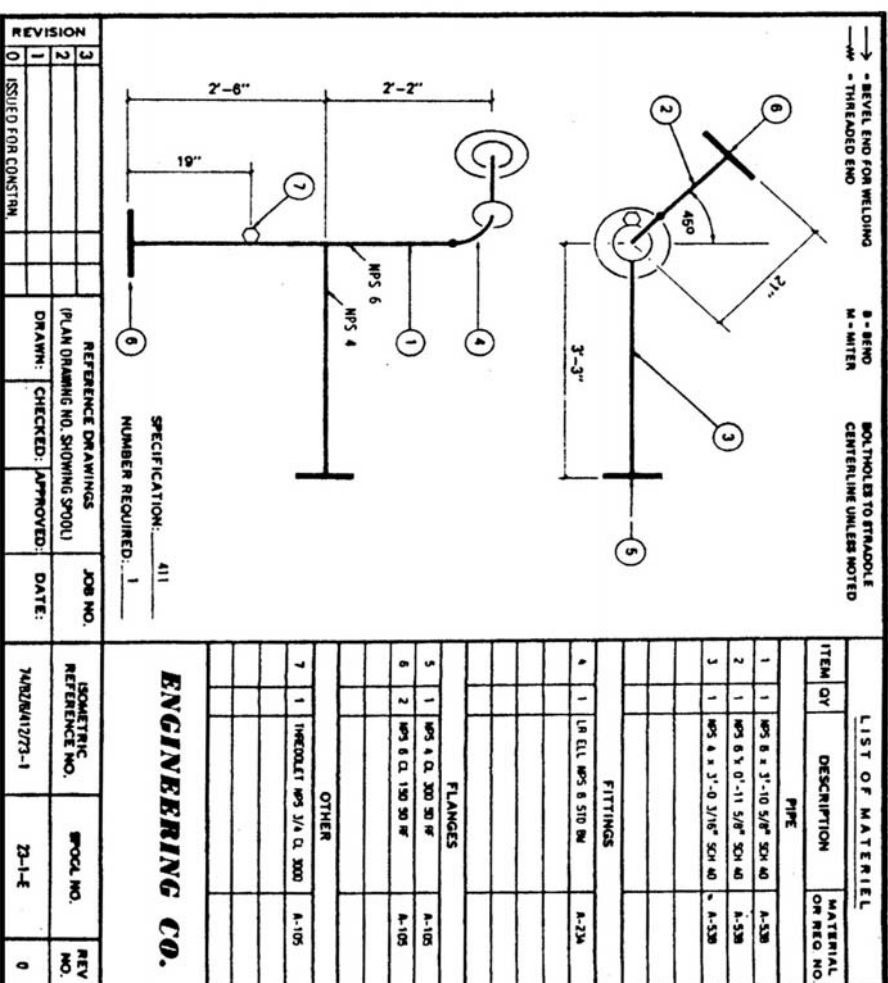 → = BEVEL END FOR WELDING
= THREADED END
B = BEND
M = MITER
BOLTHOLES TO STRADDLE
CENTERLINE UNLESS NOTED
6
2
45°
21"
3
5
3'-3"
2'-6"
2'-2"
19"
7
NPS 6
NPS 4
1
4
6
SPECIFICATION: 411
NUMBER REQUIRED: 1
LIST OF MATERIEL
ITEM QY DESCRIPTION MATERIAL OR REQ NO.
PIPE
1 1 NPS 6 x 3'-10 5/8" SCH 40 A-53B
2 1 NPS 6 x 0'-11 5/8" SCH 40 A-53B
3 1 NPS 4 x 3'-0 3/16" SCH 40 A-53B
FITTINGS
4 1 LR ELL NPS 6 STD BW A-234
FLANGES
5 1 NPS 4 CL 300 SO RF A-105
6 2 NPS 6 CL 150 SO RF A-105
OTHER
7 1 THREDOLET NPS 3/4 CL 3000 A-105
ENGINEERING CO.
REVISION
3
2
1
0 ISSUED FOR CONSTRN.
REFERENCE DRAWINGS
(PLAN DRAWING NO. SHOWING SPOOL)
JOB NO.
DRAWN: CHECKED: APPROVED: DATE:
ISOMETRIC REFERENCE NO.
74/BZ/B/412/73-1
SPOOL NO.
23-1-E
REV NO.
0